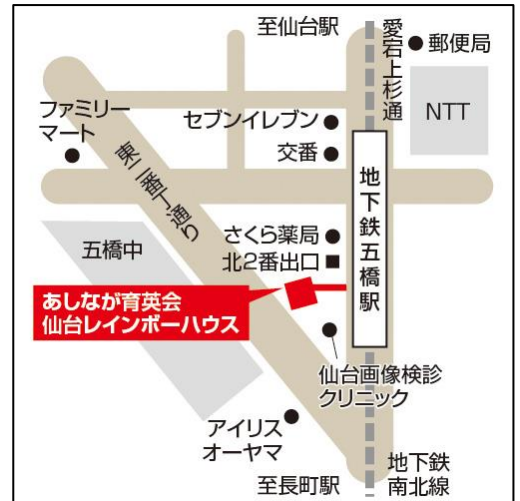 至仙台駅
愛宕上杉通
郵便局
NTT
ファミリー
マート
セブンイレブン
交番
東二番丁通り
地下鉄五橋駅
五橋中
さくら薬局
北2番出口
あしなが育英会
仙台レインボーハウス
仙台画像検診
クリニック
アイリス
オーヤマ
至長町駅
地下鉄
南北線